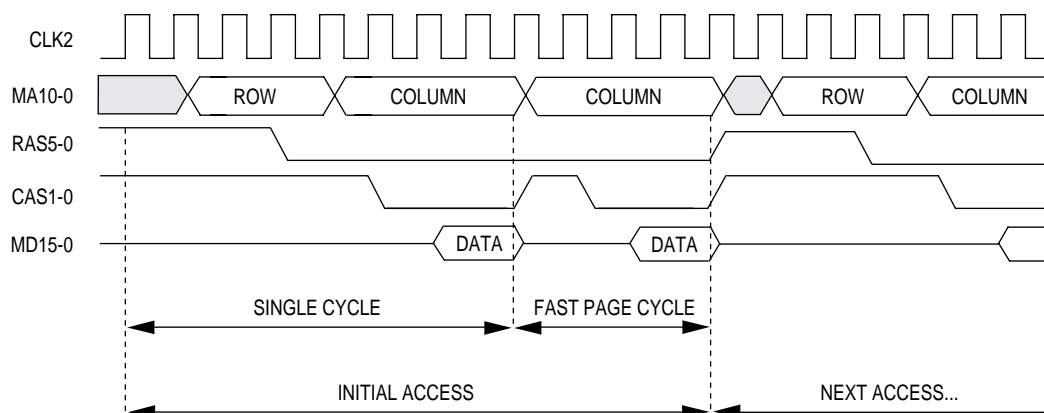 CLK2
MA10-0 ROW COLUMN COLUMN ROW COLUMN
RAS5-0
CAS1-0
MD15-0 DATA DATA
SINGLE CYCLE FAST PAGE CYCLE
INITIAL ACCESS NEXT ACCESS...